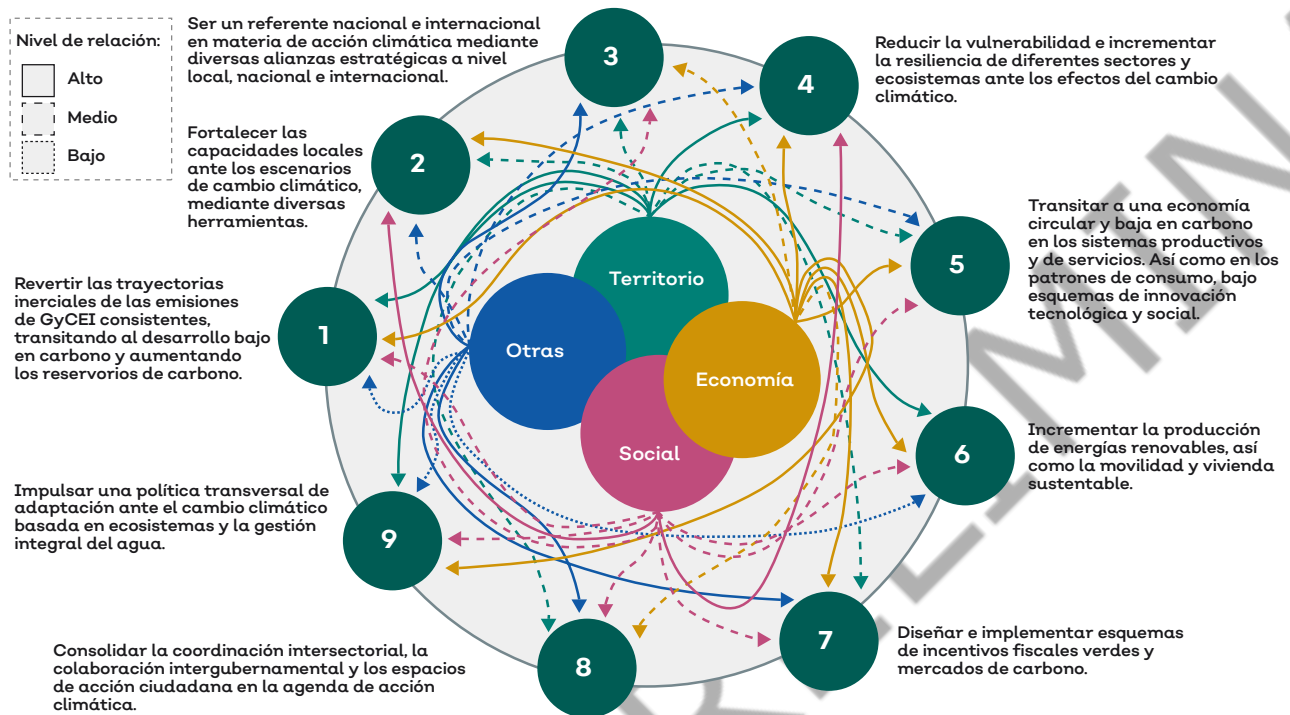 Nivel de relación:
Alto
Medio
Bajo
Ser un referente nacional e internacional
en materia de acción climática mediante
diversas alianzas estratégicas a nivel
local, nacional e internacional.
3
4
Reducir la vulnerabilidad e incrementar
la resiliencia de diferentes sectores y
ecosistemas ante los efectos del cambio
climático.
Fortalecer las
capacidades locales
ante los escenarios
de cambio climático,
mediante diversas
herramientas.
2
5
Transitar a una economía
circular y baja en carbono
en los sistemas productivos
y de servicios. Así como en los
patrones de consumo, bajo
esquemas de innovación
tecnológica y social.
Revertir las trayectorias
inerciales de las emisiones
de GyCEI consistentes,
transitando al desarrollo bajo
en carbono y aumentando
los reservorios de carbono.
1
Territorio
Otras
Economía
Social
6
Incrementar la producción
de energías renovables, así
como la movilidad y vivienda
sustentable.
Impulsar una política transversal de
adaptación ante el cambio climático
basada en ecosistemas y la gestión
integral del agua.
9
7
Diseñar e implementar esquemas
de incentivos fiscales verdes y
mercados de carbono.
Consolidar la coordinación intersectorial, la
colaboración intergubernamental y los espacios
de acción ciudadana en la agenda de acción
climática.
8